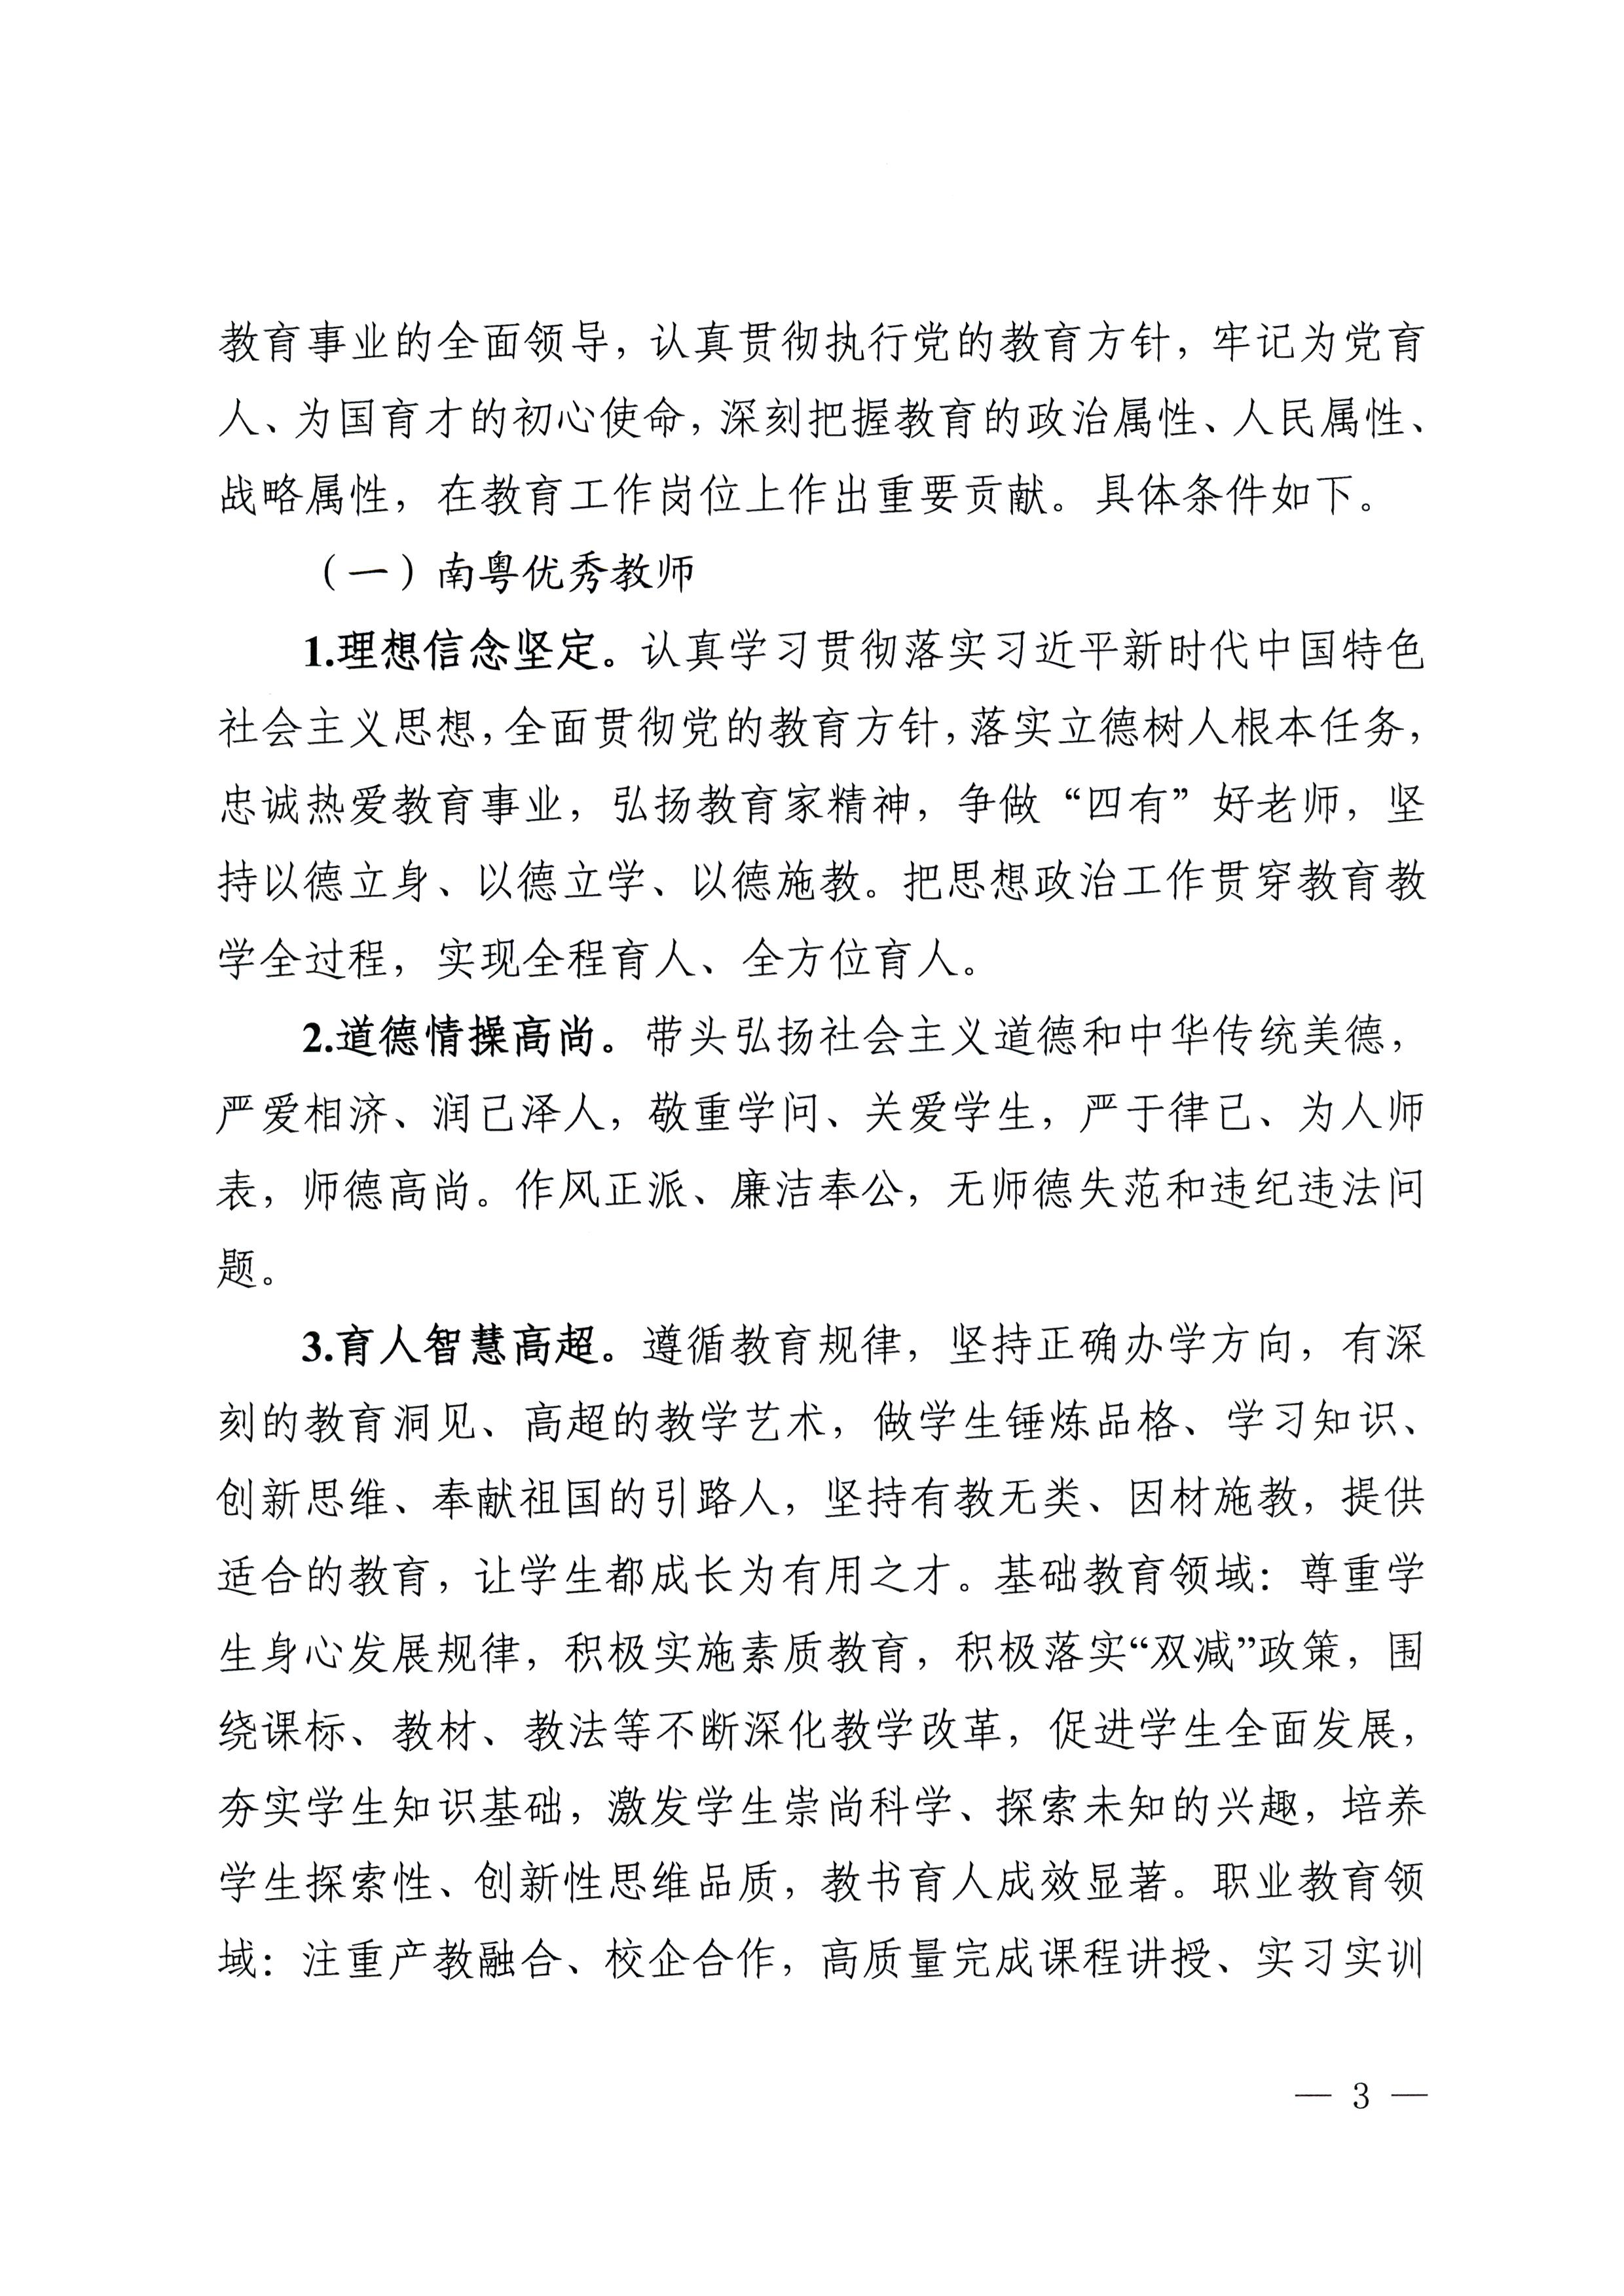 教育事业的全面领导，认真贯彻执行党的教育方针，牢记为党育
人、为国育才的初心使命，深刻把握教育的政治属性、人民属性、
战略属性，在教育工作岗位上作出重要贡献。具体条件如下。
（一）南粤优秀教师
1.理想信念坚定。认真学习贯彻落实习近平新时代中国特色
社会主义思想，全面贯彻党的教育方针，落实立德树人根本任务，
忠诚热爱教育事业，弘扬教育家精神，争做“四有”好老师，坚
持以德立身、以德立学、以德施教。把思想政治工作贯穿教育教
学全过程，实现全程育人、全方位育人。
2.道德情操高尚。带头弘扬社会主义道德和中华传统美德，
严爱相济、润己泽人，敬重学问、关爱学生，严于律己、为人师
表，师德高尚。作风正派、廉洁奉公，无师德失范和违纪违法问
题。
3.育人智慧高超。遵循教育规律，坚持正确办学方向，有深
刻的教育洞见、高超的教学艺术，做学生锤炼品格、学习知识、
创新思维、奉献祖国的引路人，坚持有教无类、因材施教，提供
适合的教育，让学生都成长为有用之才。基础教育领域：尊重学
生身心发展规律，积极实施素质教育，积极落实“双减”政策，围
绕课标、教材、教法等不断深化教学改革，促进学生全面发展，
夯实学生知识基础，激发学生崇尚科学、探索未知的兴趣，培养
学生探索性、创新性思维品质，教书育人成效显著。职业教育领
域：注重产教融合、校企合作，高质量完成课程讲授、实习实训
— 3 —